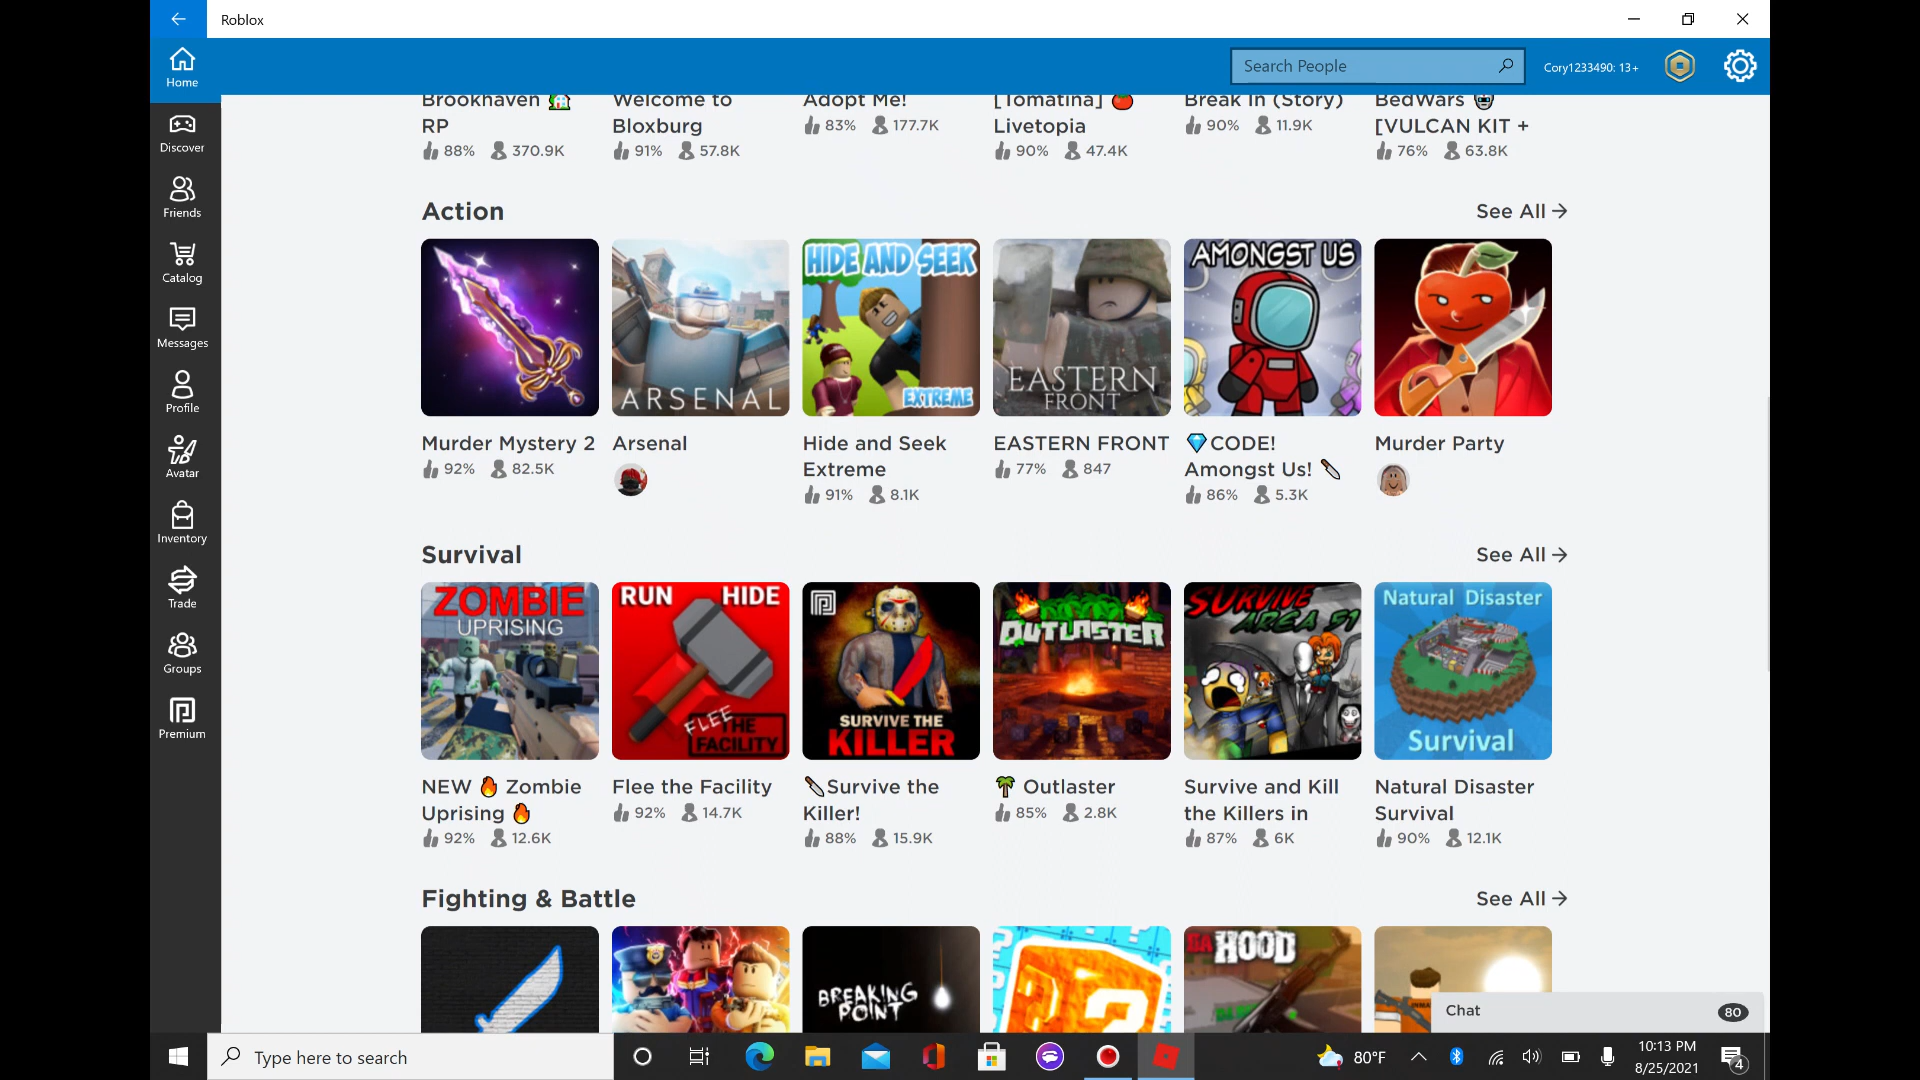 Roblox
Home
Search People
Cory1233490: 13+
Discover
Friends
Catalog
Messages
Profile
Avatar
Inventory
Trade
Groups
Premium
Brookhaven
RP
88% 370.9K
Welcome to
Bloxburg
91% 57.8K
Adopt Me!
83% 177.7K
[Tomatina]
Livetopia
90% 47.4K
Break In (Story)
90% 11.9K
BedWars
[VULCAN KIT +
76% 63.8K
Action
See All
ARSENAL
HIDE AND SEEK
EXTREME
EASTERN
FRONT
AMONGST US
Murder Mystery 2
92% 82.5K
Arsenal
Hide and Seek
Extreme
91% 8.1K
EASTERN FRONT
77% 847
💎CODE!
Amongst Us! 🔪
86% 5.3K
Murder Party
Survival
See All
ZOMBIE
UPRISING
RUN HIDE
FLEE
THE
FACILITY
SURVIVE THE
KILLER
OUTLASTER
SURVIVE
AREA 51
Natural Disaster
Survival
NEW 🔥 Zombie
Uprising 🔥
92% 12.6K
Flee the Facility
92% 14.7K
🔪Survive the
Killer!
88% 15.9K
🌴 Outlaster
85% 2.8K
Survive and Kill
the Killers in
87% 6K
Natural Disaster
Survival
90% 12.1K
Fighting & Battle
See All
BREAKING
POINT
DA HOOD
Chat
80
Type here to search
80°F
10:13 PM
8/25/2021
4